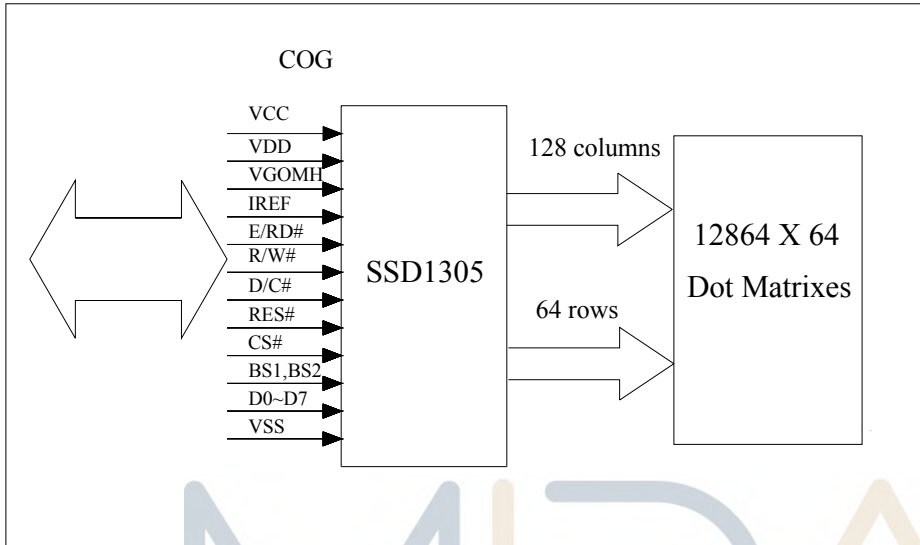 COG
VCC
VDD
VGOMH
IREF
E/RD#
R/W#
D/C#
RES#
CS#
BS1,BS2
D0~D7
VSS
SSD1305
128 columns
64 rows
12864 X 64
Dot Matrixes
MIDA